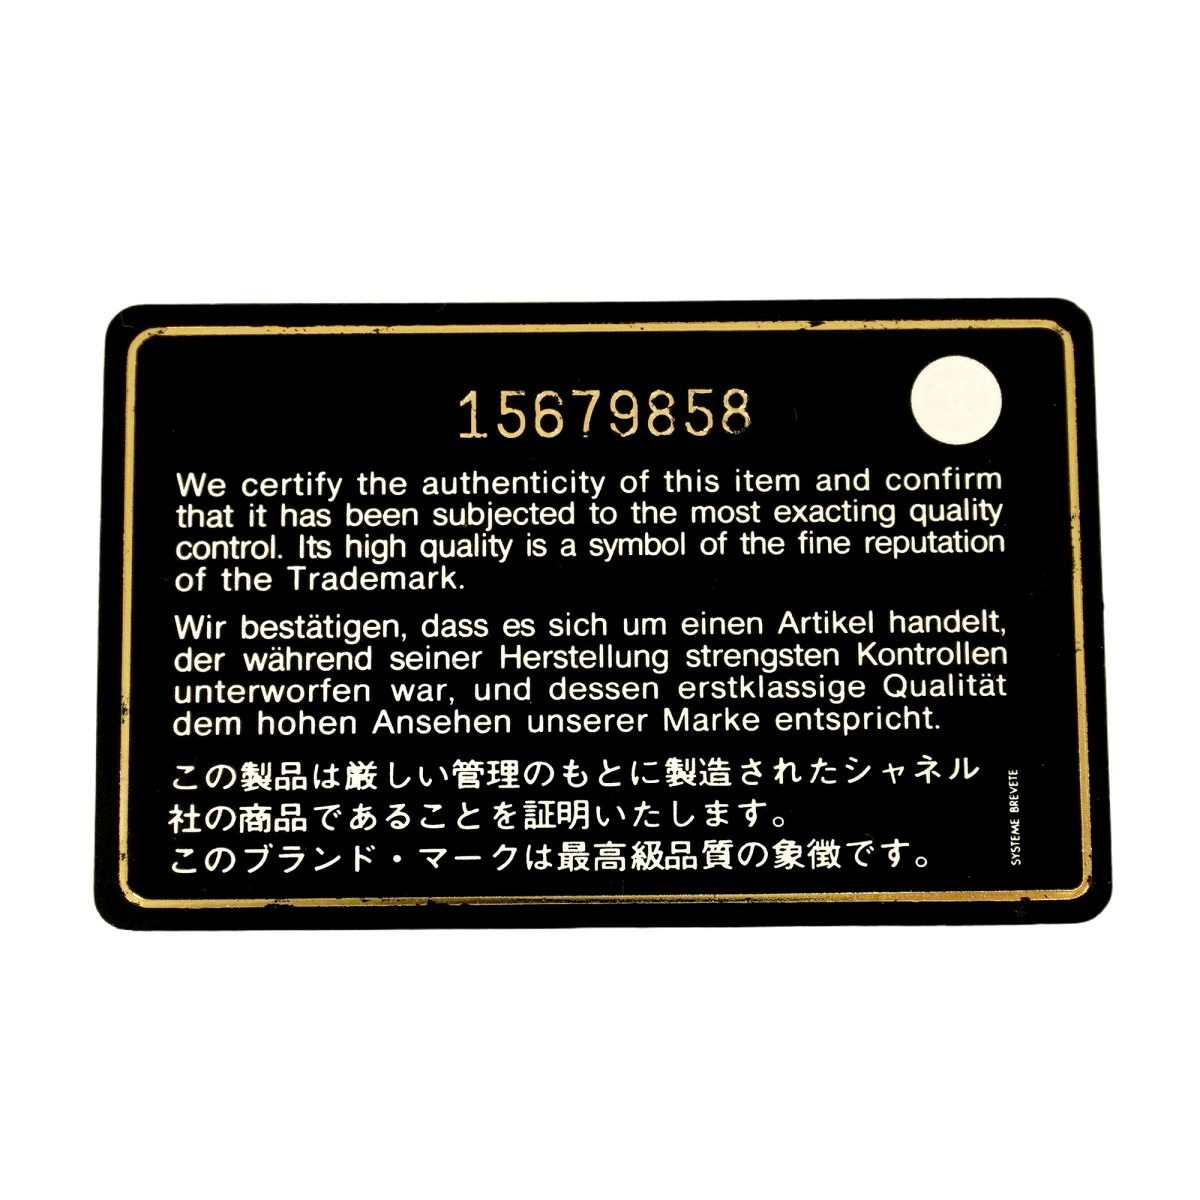 15679858
We certify the authenticity of this item and confirm
that it has been subjected to the most exacting quality
control. Its high quality is a symbol of the fine reputation
of the Trademark.
Wir bestätigen, dass es sich um einen Artikel handelt,
der während seiner Herstellung strengsten Kontrollen
unterworfen war, und dessen erstklassige Qualität
dem hohen Ansehen unserer Marke entspricht.
この製品は厳しい管理のもとに製造されたシャネル
社の商品であることを証明いたします。
このブランド・マークは最高級品質の象徴です。
SYSTEME BREVETE